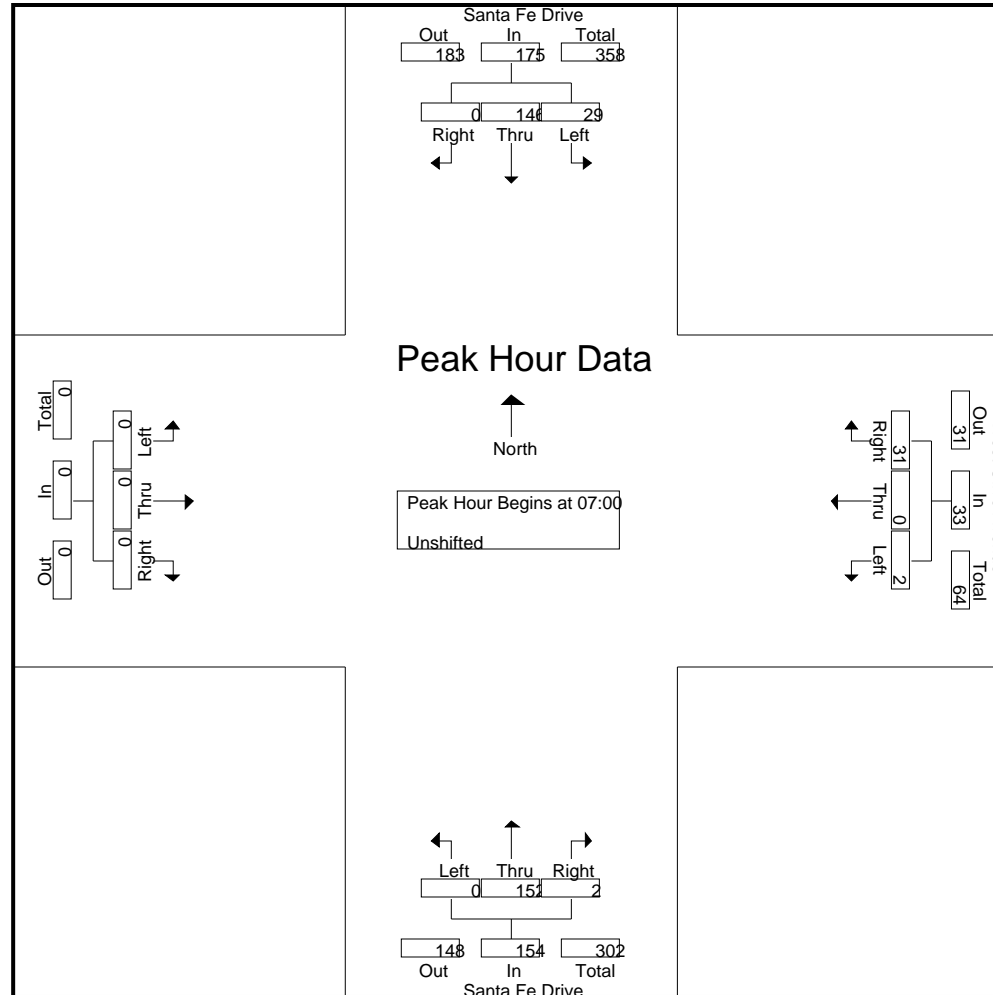 Santa Fe Drive
Out In Total
183 175 358
0 146 29
Right Thru Left
Peak Hour Data
North
Peak Hour Begins at 07:00
Unshifted
Total In Out
0 0 0
0 0 0
Left Thru Right
Out In Total
31 33 64
31 0 2
Right Thru Left
Left Thru Right
0 152 2
148 154 302
Out In Total
Santa Fe Drive